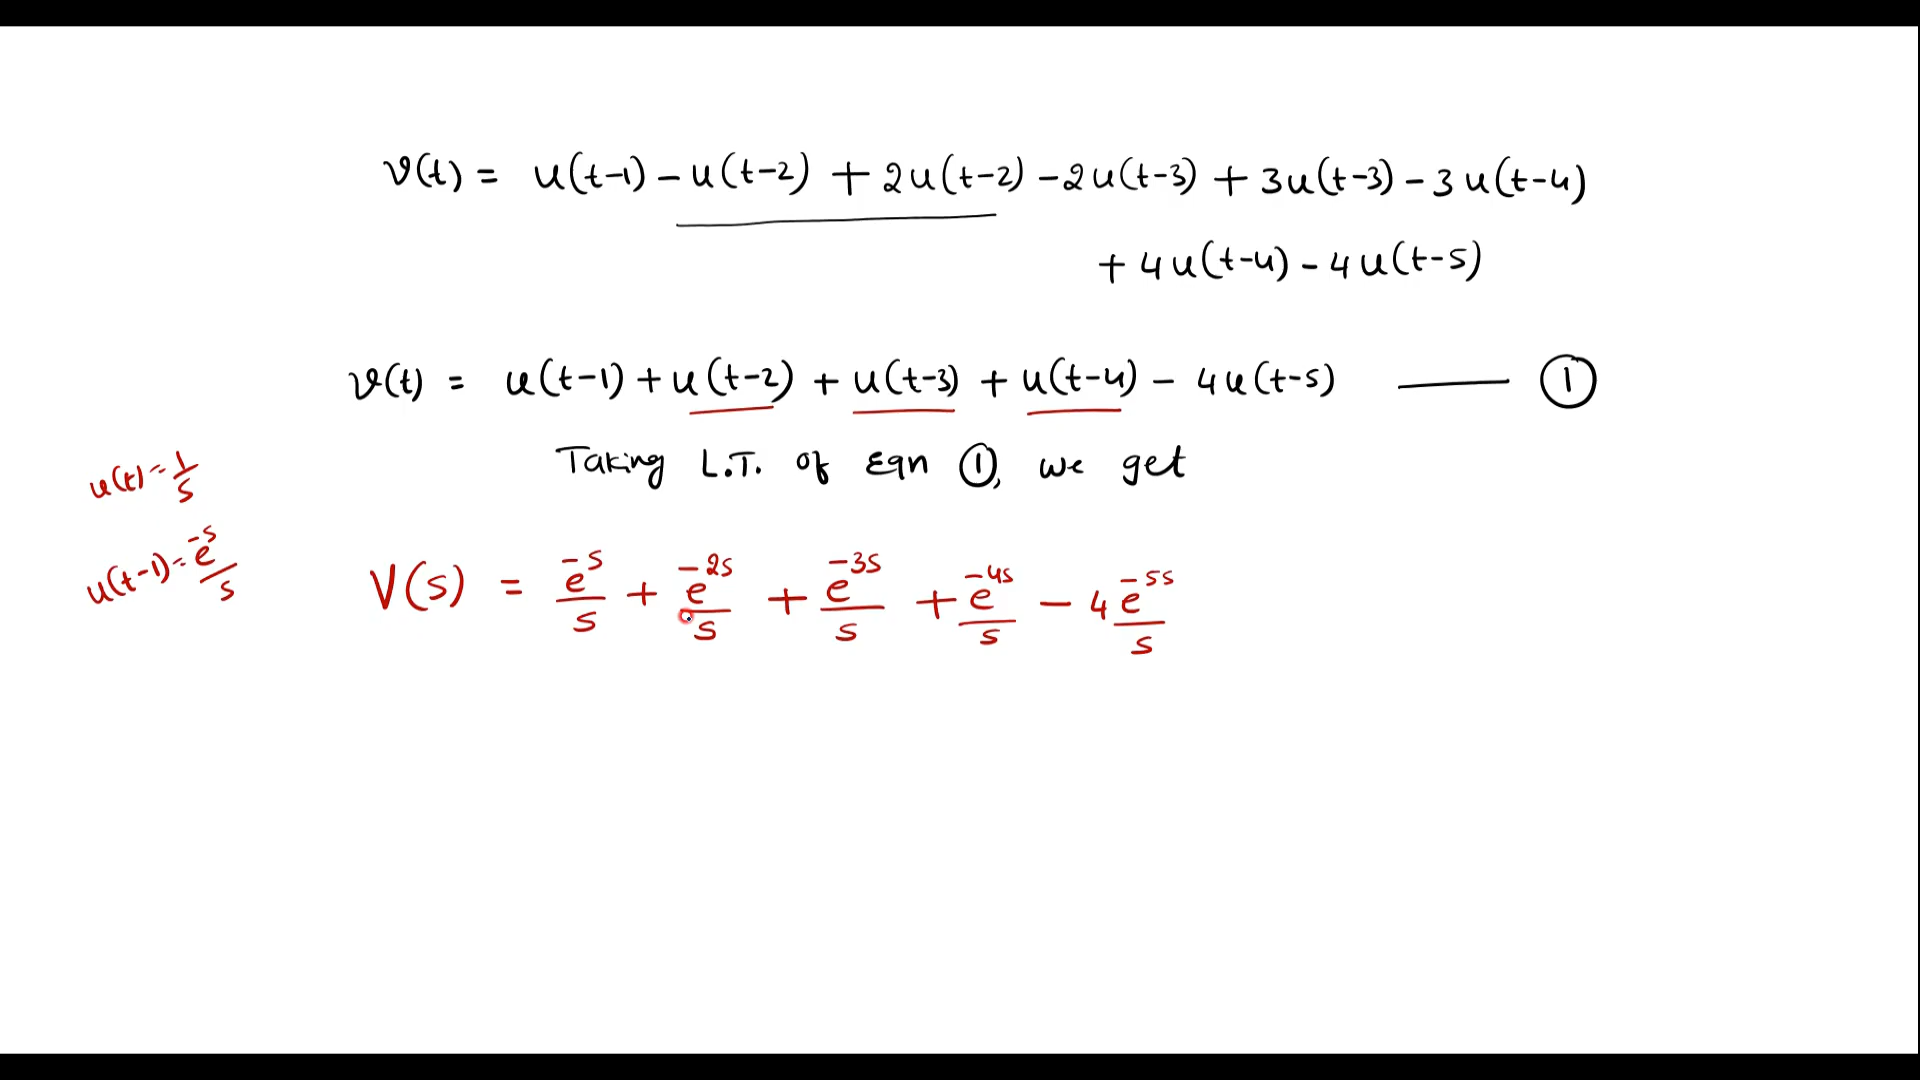 v(t) = u(t-1) - u(t-2) + 2u(t-2) - 2u(t-3) + 3u(t-3) - 3u(t-4)
+ 4u(t-4) - 4u(t-5)
v(t) = u(t-1) + u(t-2) + u(t-3) + u(t-4) - 4u(t-5) —— ①
Taking L.T. of Eqn ①, we get
u(t) = 1/s
u(t-1) = e^-s/s
V(s) = e^-s/s + e^-2s/s + e^-3s/s + e^-4s/s - 4 e^-5s/s